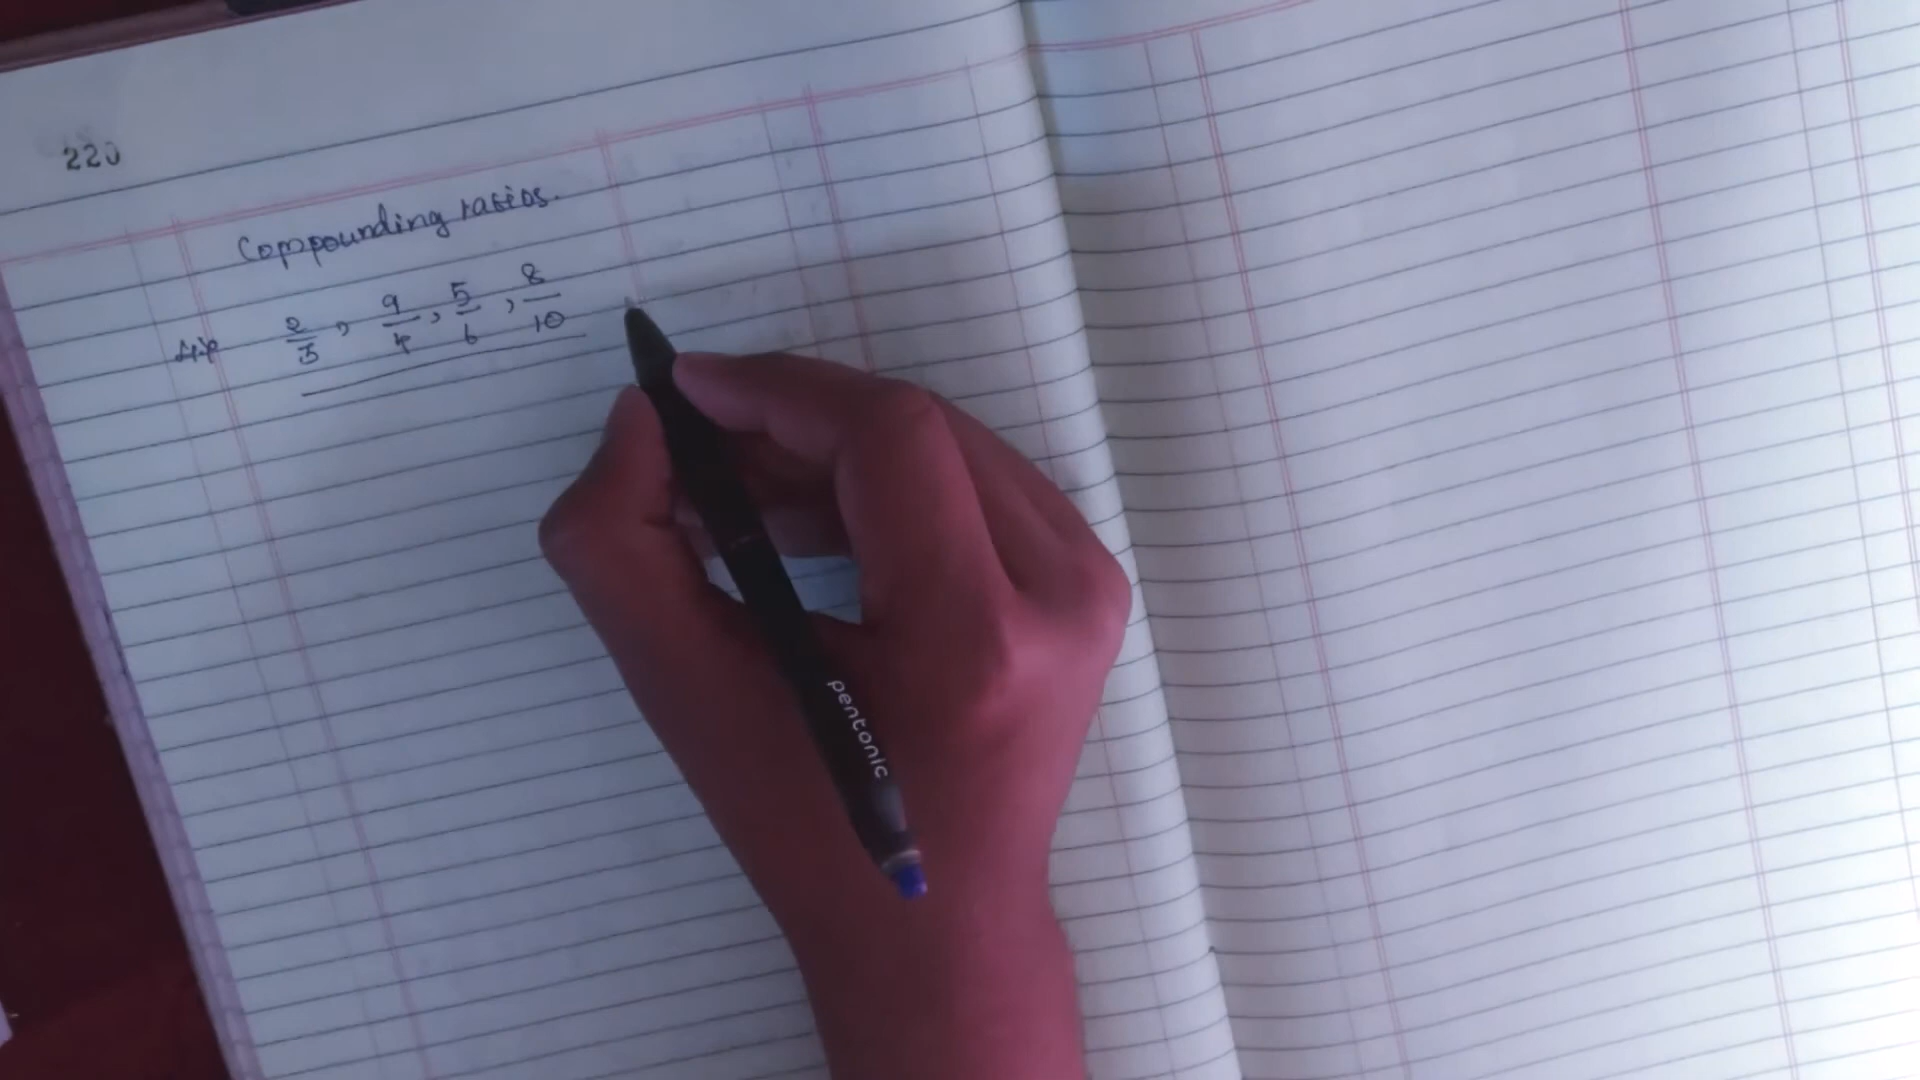 220
Compounding ratios.
2/3, 9/4, 5/6, 8/10
pentonic